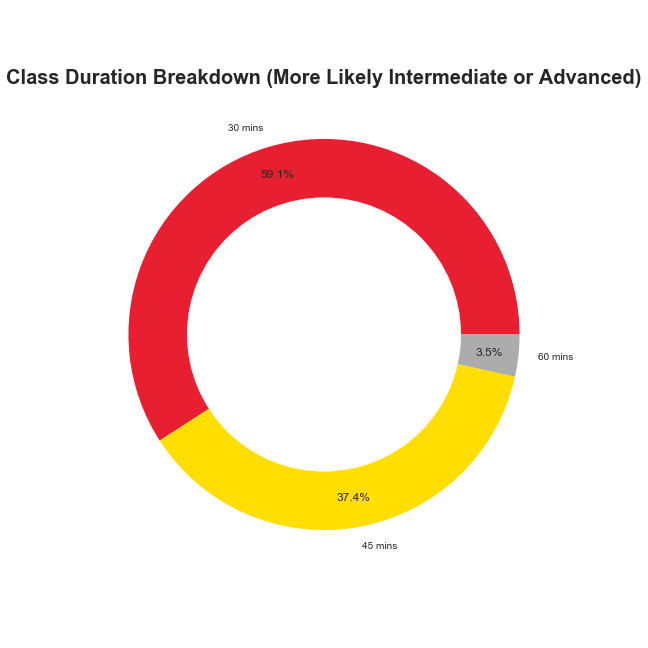 Class Duration Breakdown (More Likely Intermediate or Advanced)
30 mins
59.1%
3.5%
60 mins
37.4%
45 mins